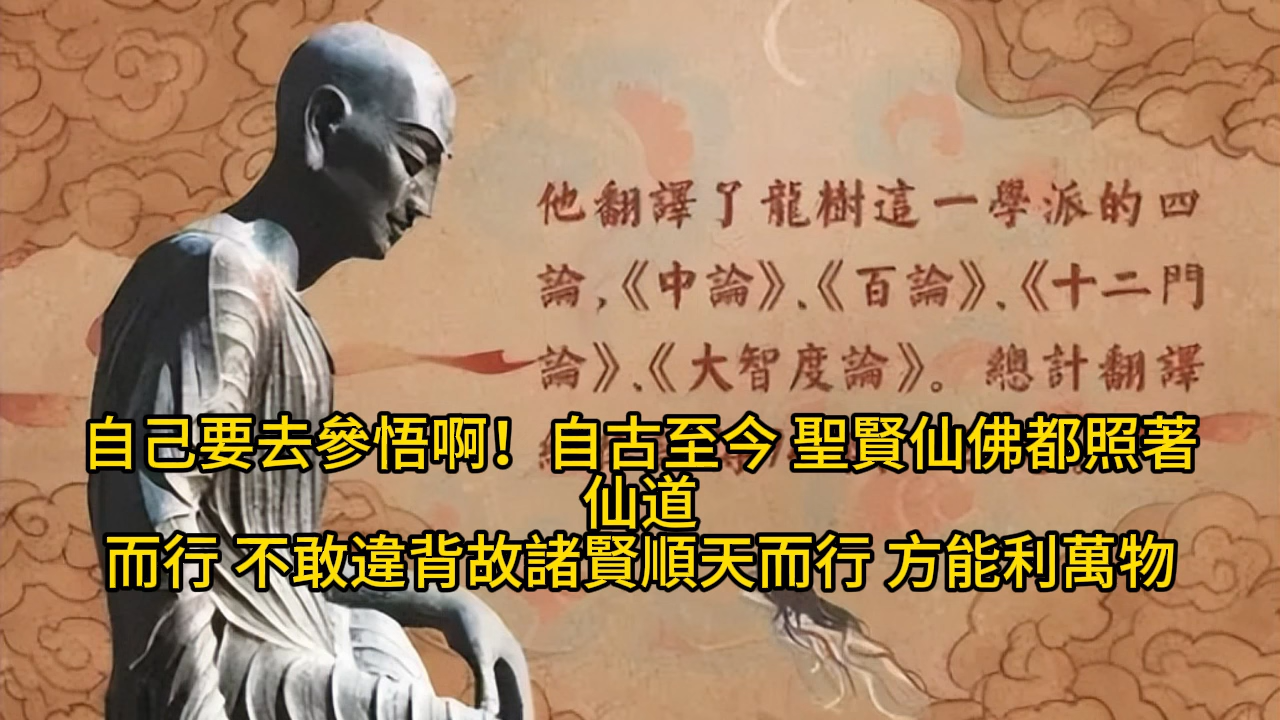 他翻譯了龍樹這一學派的四
論,《中論》、《百論》、《十二門
論》、《大智度論》。總計翻譯
自己要去參悟啊！自古至今 聖賢仙佛都照著
仙道
而行 不敢違背故諸賢順天而行 方能利萬物